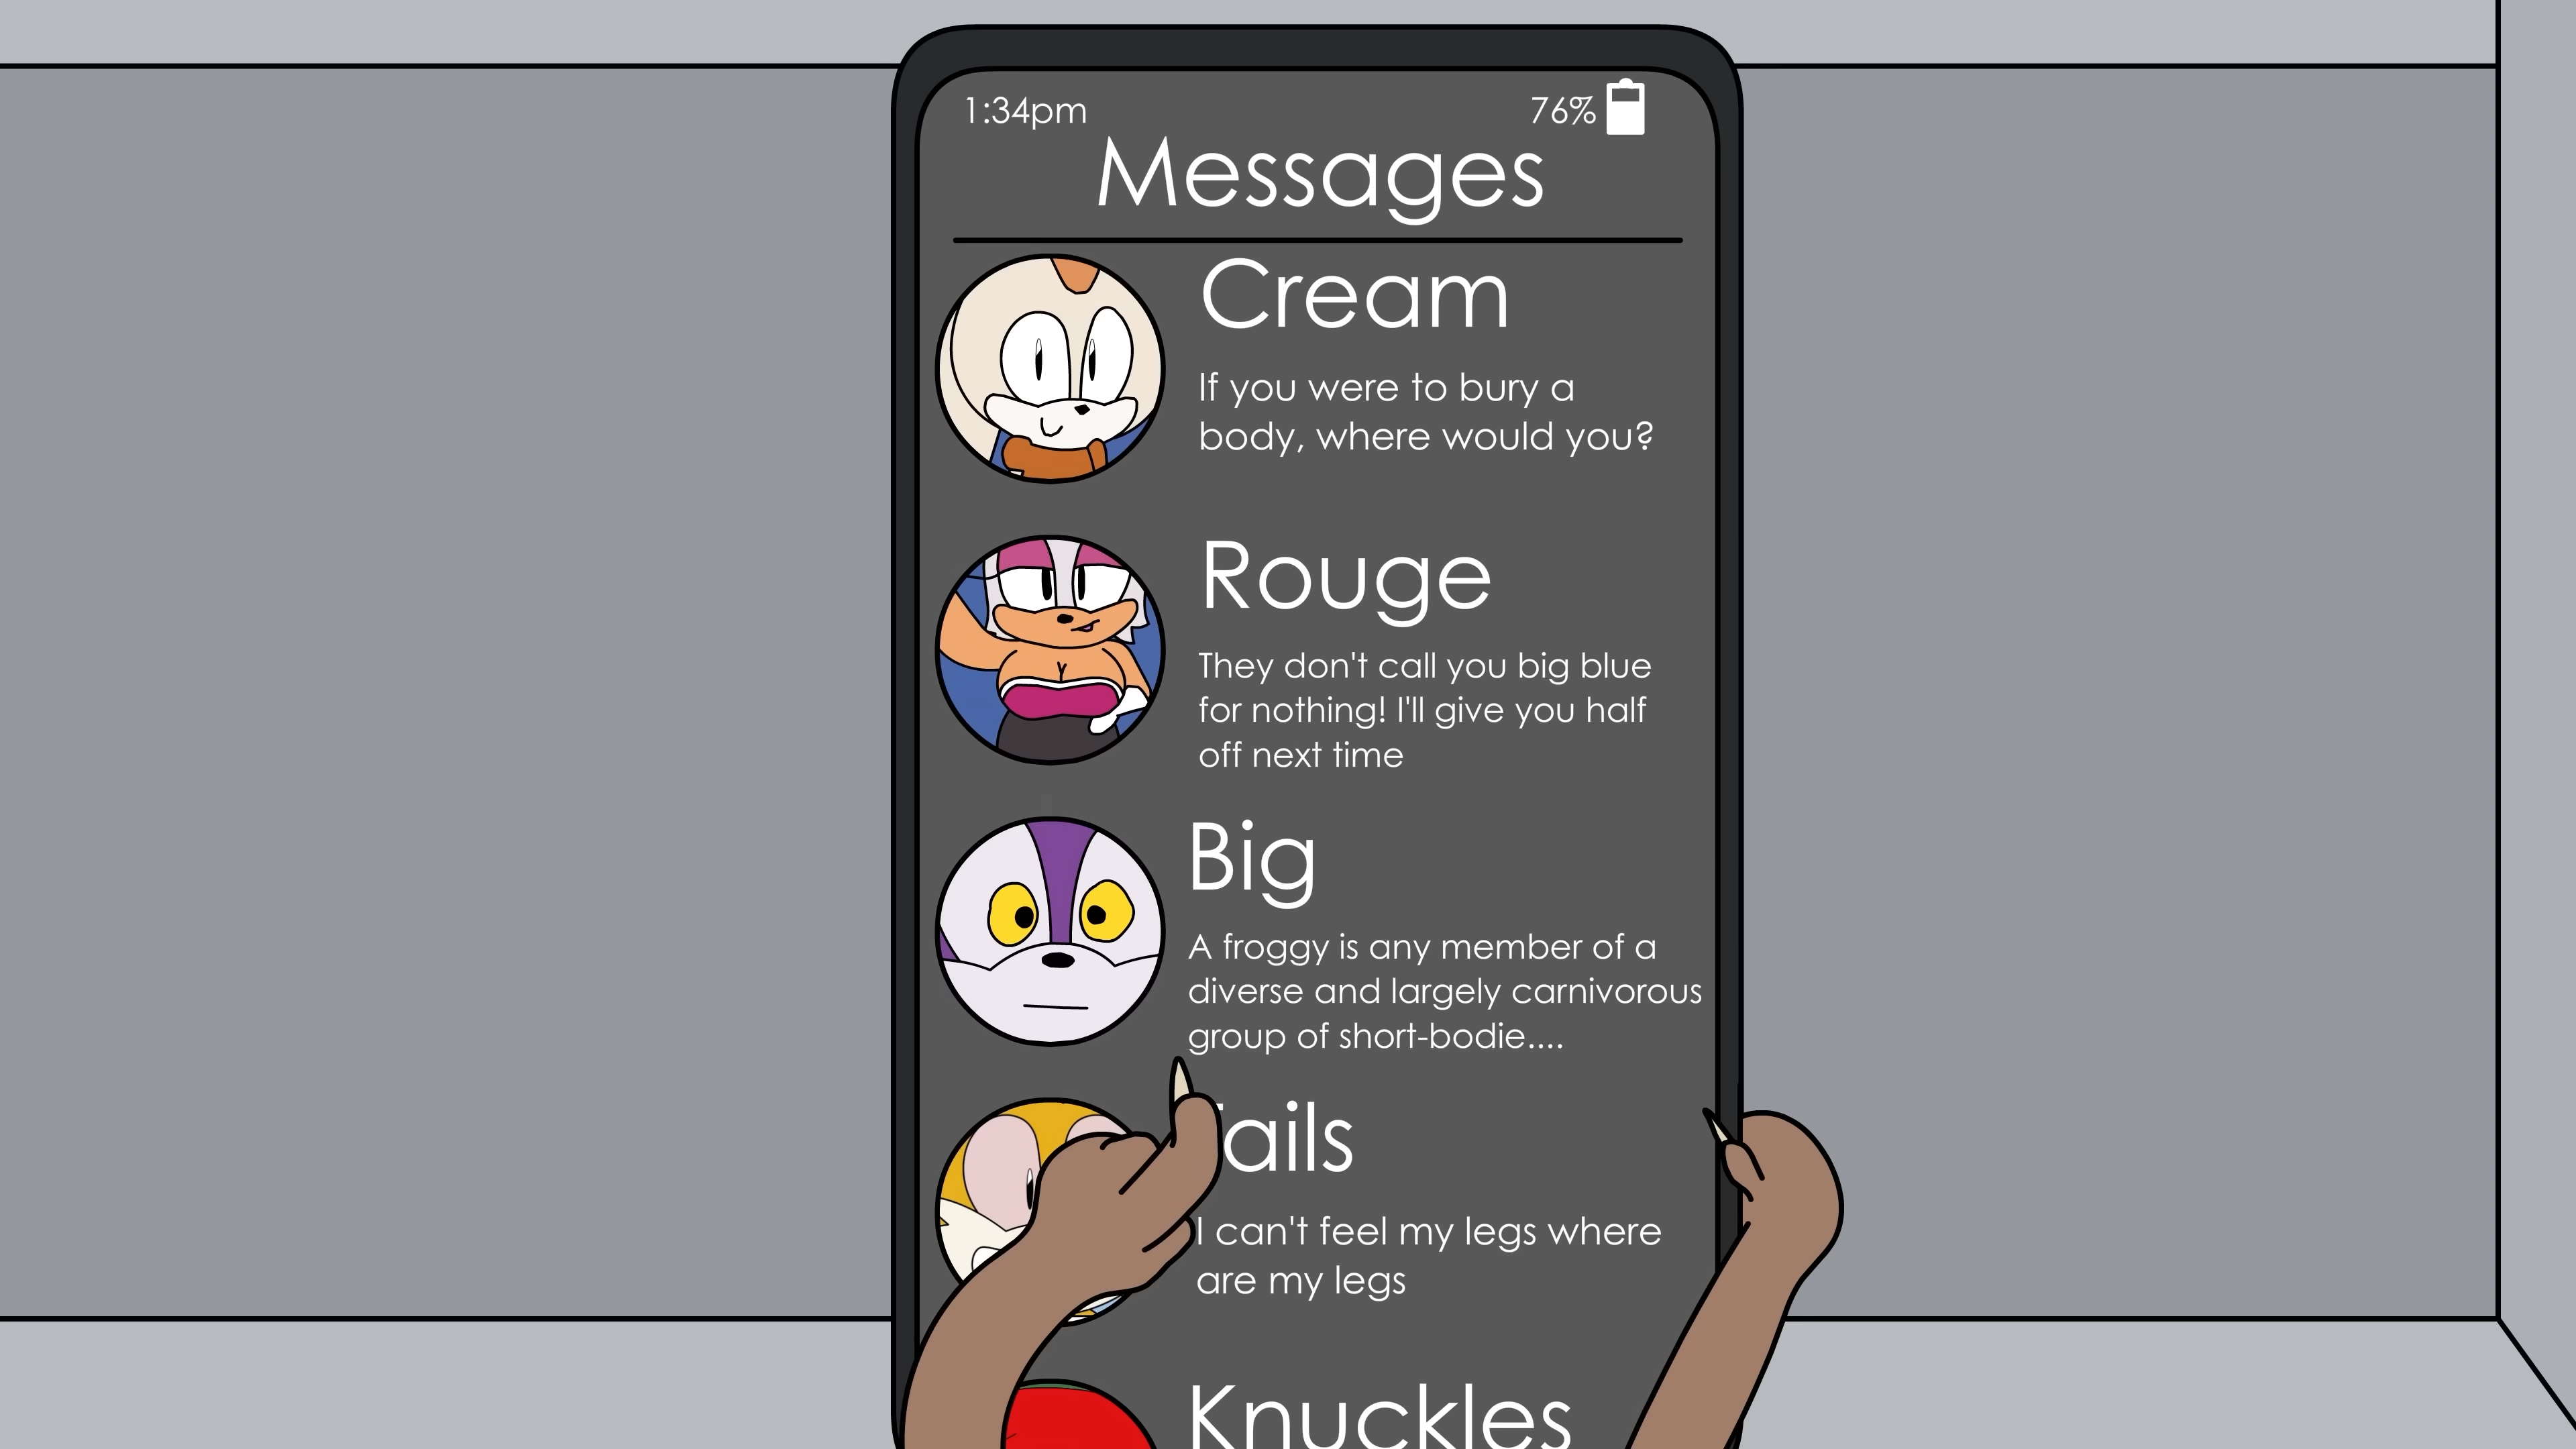 1:34pm 76%
Messages
Cream
If you were to bury a
body, where would you?
Rouge
They don't call you big blue
for nothing! I'll give you half
off next time
Big
A froggy is any member of a
diverse and largely carnivorous
group of short-bodie....
Tails
I can't feel my legs where
are my legs
Knuckles